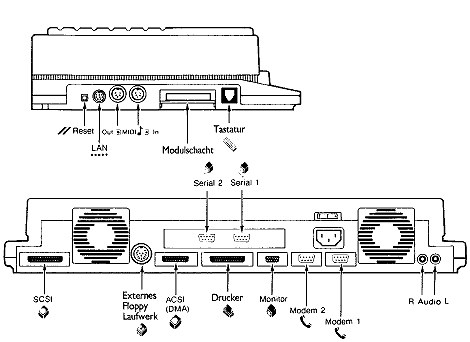 Reset
Out MIDI In
LAN
Modulschacht
Tastatur
Serial 2 Serial 1
SCSI
Externes
Floppy
Laufwerk
ACSI
(DMA)
Drucker
Monitor
Modem 2
Modem 1
R Audio L